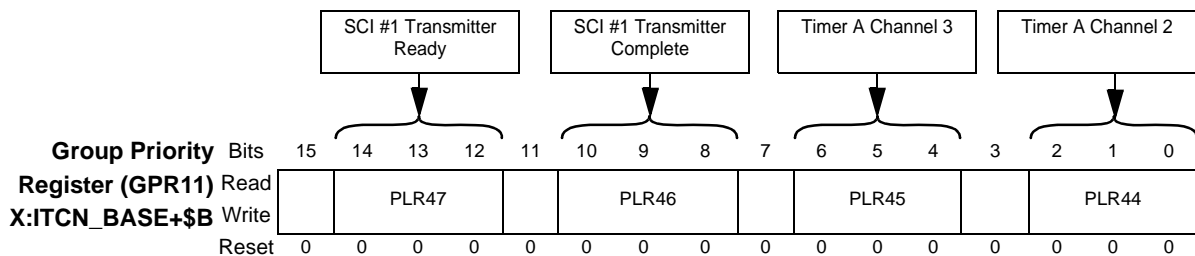 SCI #1 Transmitter
Ready
SCI #1 Transmitter
Complete
Timer A Channel 3
Timer A Channel 2
Group Priority Bits 15 14 13 12 11 10 9 8 7 6 5 4 3 2 1 0
Register (GPR11) Read
PLR47 PLR46 PLR45 PLR44
X:ITCN_BASE+$B Write
Reset 0 0 0 0 0 0 0 0 0 0 0 0 0 0 0 0